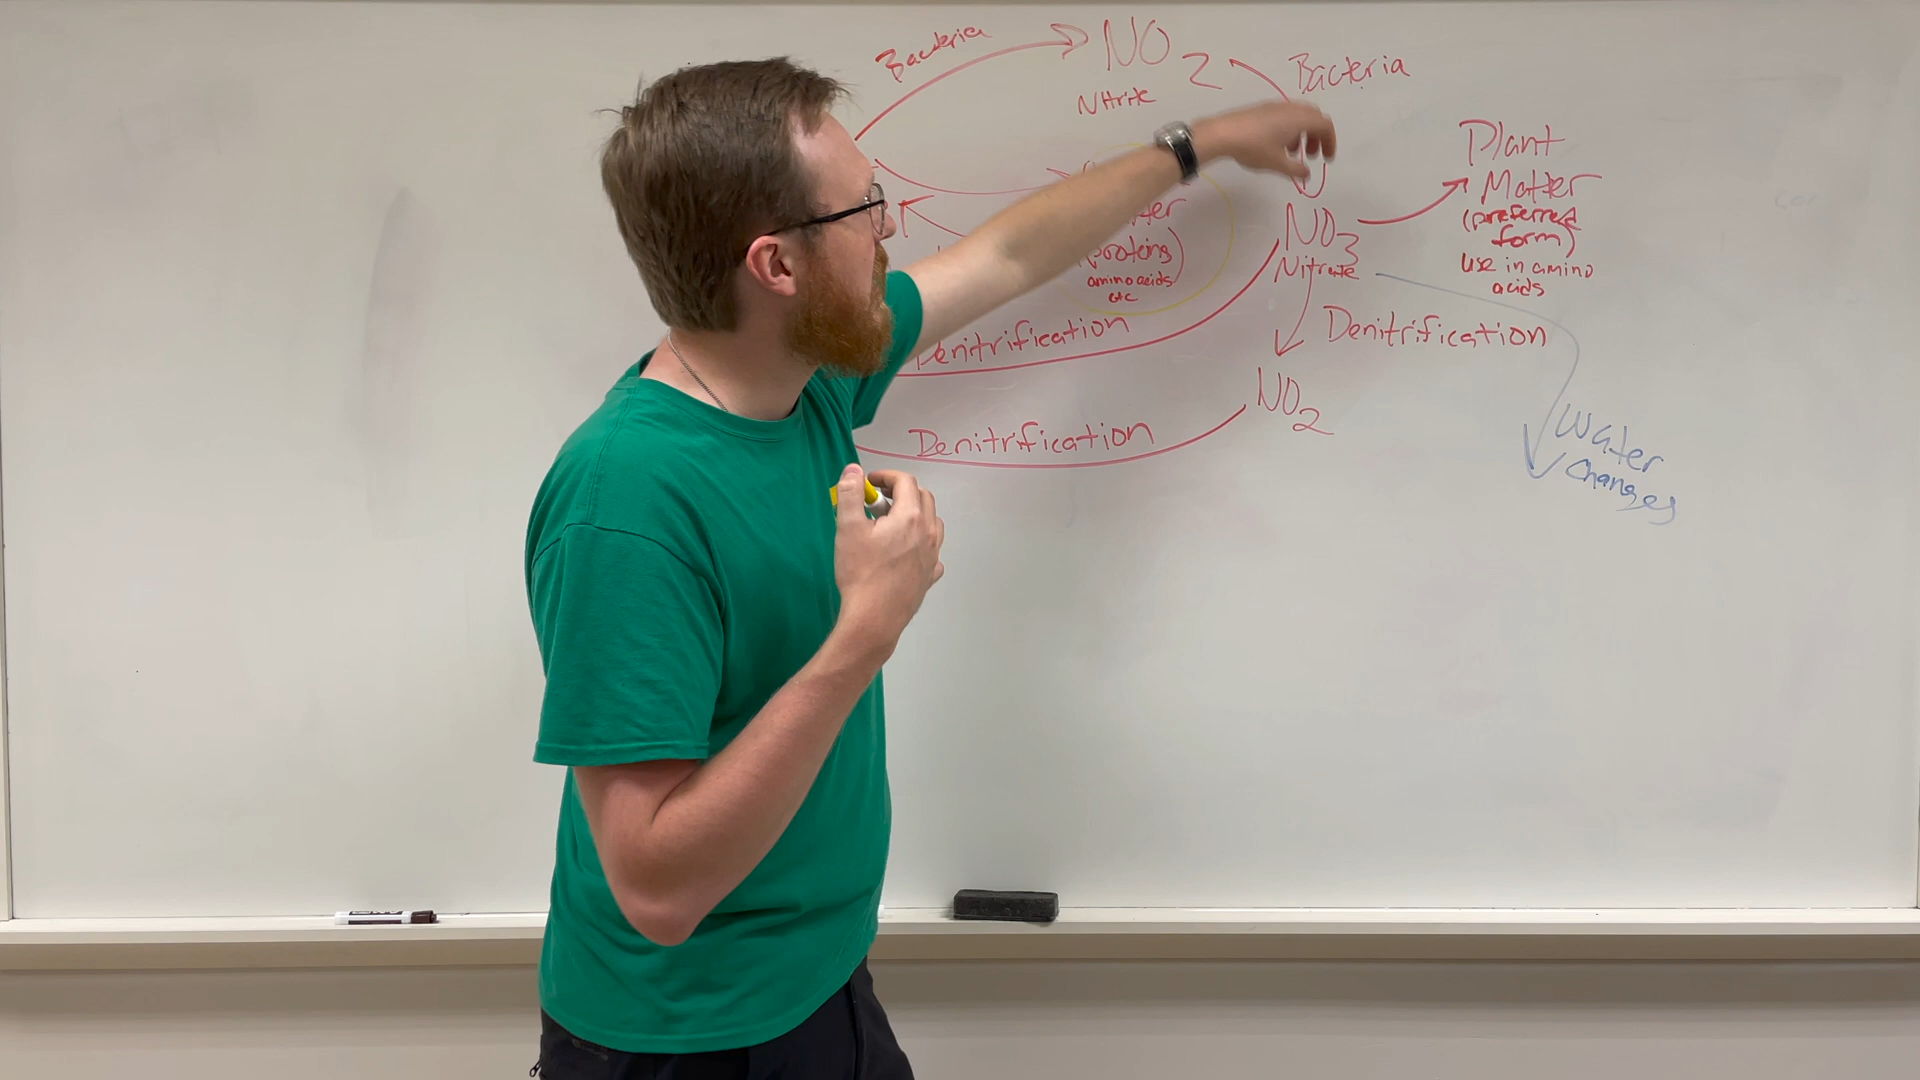 Bacteria
NO2
Nitrite
Bacteria
Plant
Matter
(preferred
form)
use in amino
acids
NO3
Nitrate
(proteins)
amino acids
etc
Denitrification
Denitrification
NO2
Denitrification
Water
changes